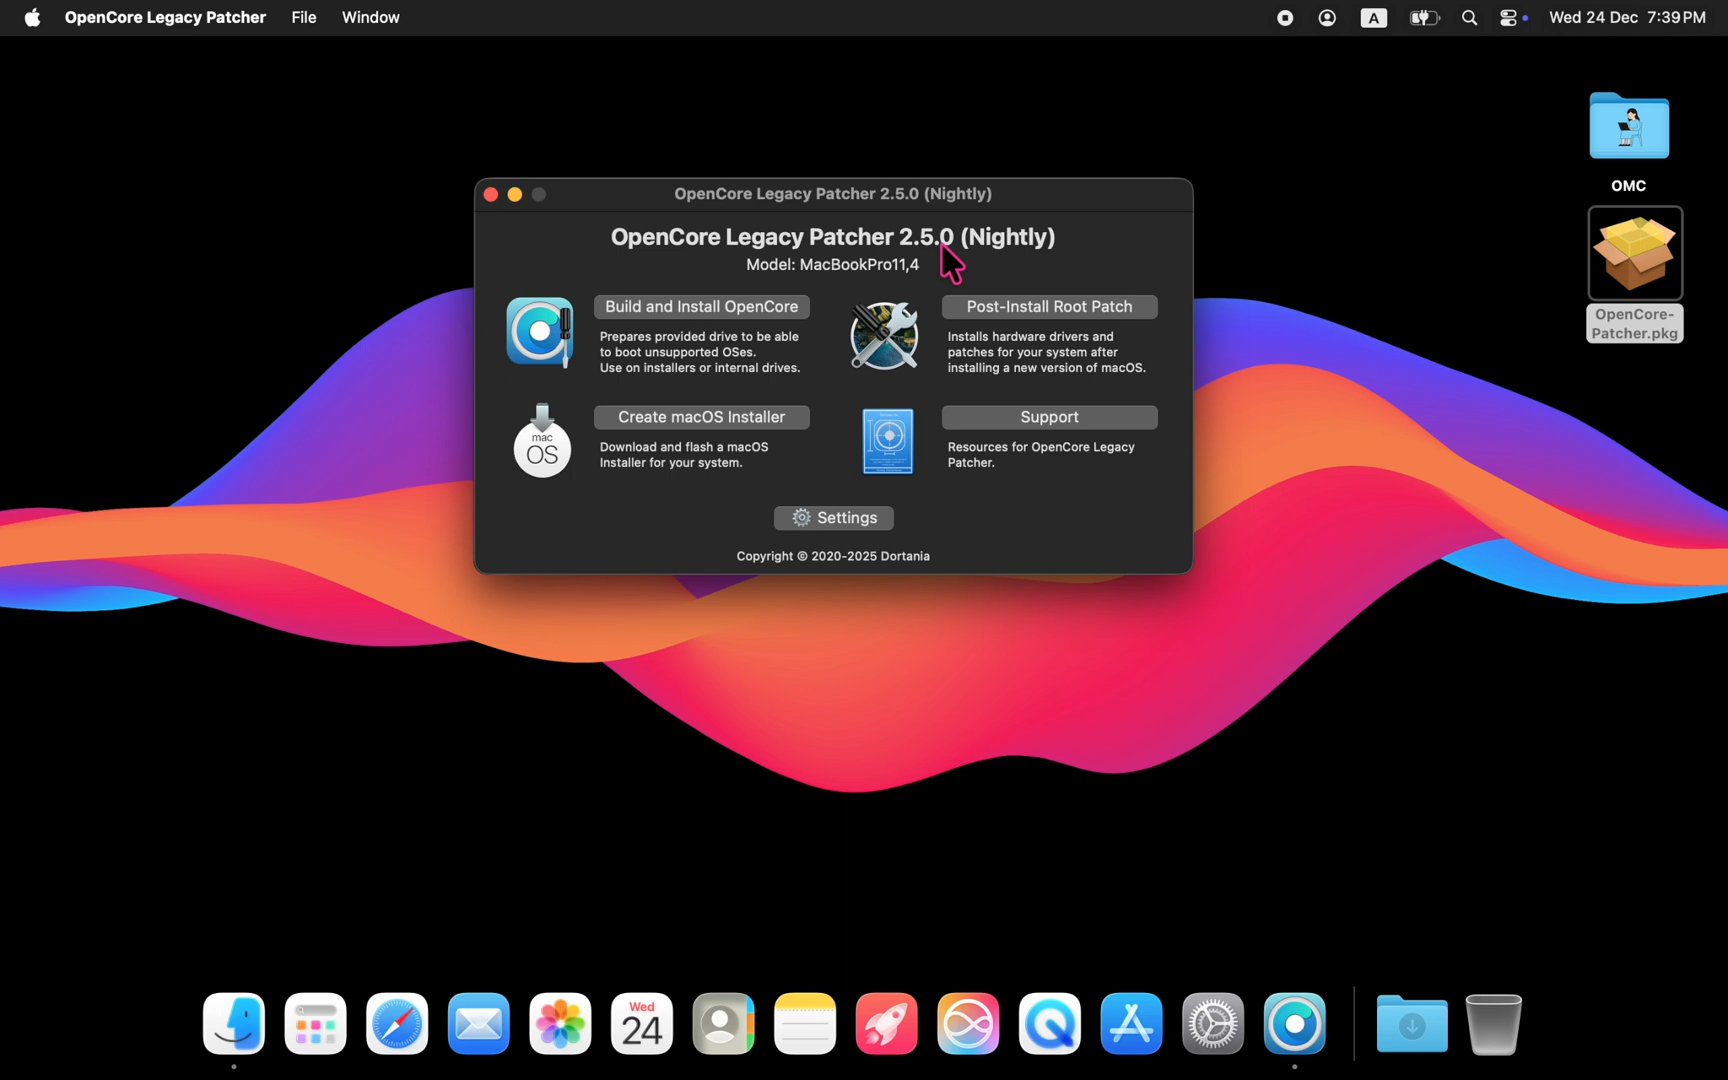 OpenCore Legacy Patcher File Window
A
Wed 24 Dec 7:39 PM
OMC
OpenCore-
Patcher.pkg
OpenCore Legacy Patcher 2.5.0 (Nightly)
OpenCore Legacy Patcher 2.5.0 (Nightly)
Model: MacBookPro11,4
Build and Install OpenCore
Prepares provided drive to be able
to boot unsupported OSes.
Use on installers or internal drives.
Post-Install Root Patch
Installs hardware drivers and
patches for your system after
installing a new version of macOS.
mac
OS
Create macOS Installer
Download and flash a macOS
Installer for your system.
Support
Resources for OpenCore Legacy
Patcher.
Settings
Copyright © 2020-2025 Dortania
Wed
24